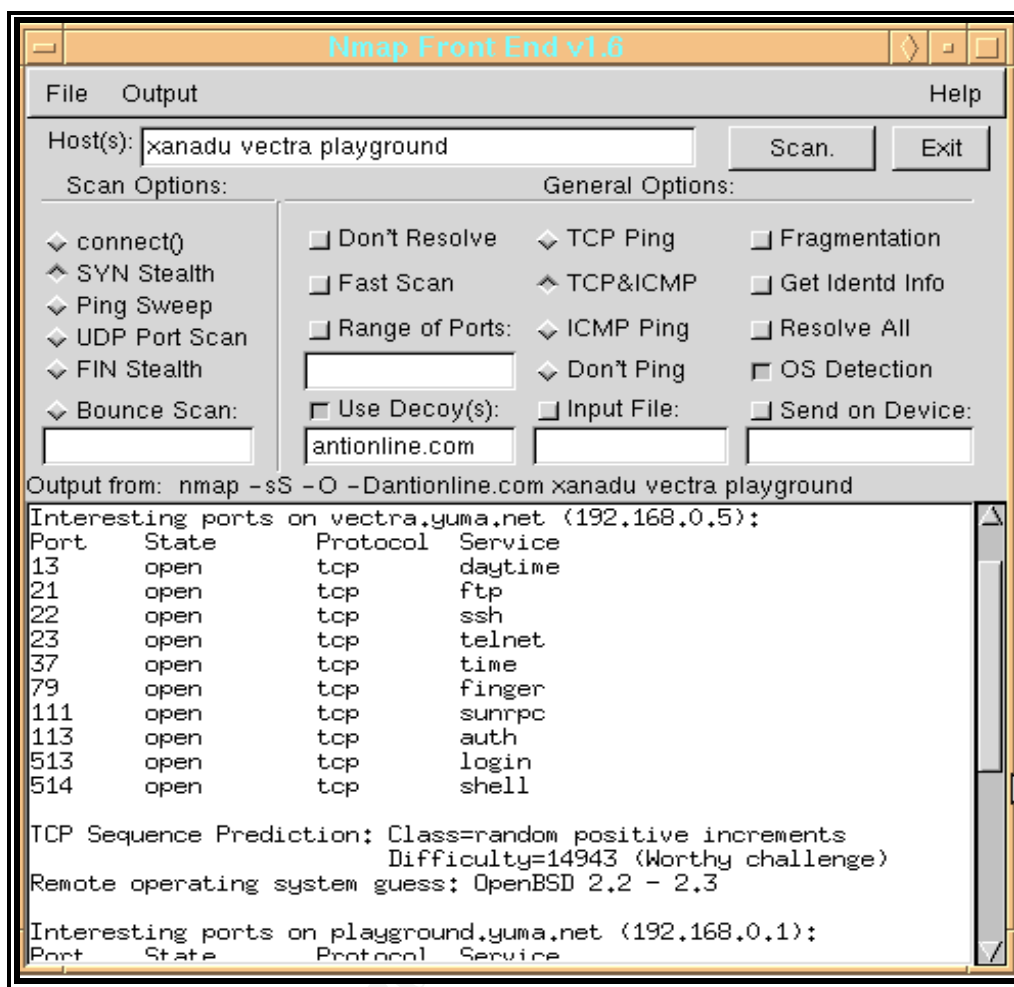 Nmap Front End v1.6
File Output Help
Host(s): xanadu vectra playground Scan. Exit
Scan Options: General Options:
connect() Don't Resolve TCP Ping Fragmentation
SYN Stealth Fast Scan TCP&ICMP Get Identd Info
Ping Sweep Range of Ports: ICMP Ping Resolve All
UDP Port Scan
FIN Stealth Don't Ping OS Detection
Bounce Scan: Use Decoy(s): Input File: Send on Device:
antionline.com
Output from: nmap -sS -O -Dantionline.com xanadu vectra playground
Interesting ports on vectra.yuma.net (192.168.0.5):
Port State Protocol Service
13 open tcp daytime
21 open tcp ftp
22 open tcp ssh
23 open tcp telnet
37 open tcp time
79 open tcp finger
111 open tcp sunrpc
113 open tcp auth
513 open tcp login
514 open tcp shell
TCP Sequence Prediction: Class=random positive increments
Difficulty=14943 (Worthy challenge)
Remote operating system guess: OpenBSD 2.2 - 2.3
Interesting ports on playground.yuma.net (192.168.0.1):
Port State Protocol Service